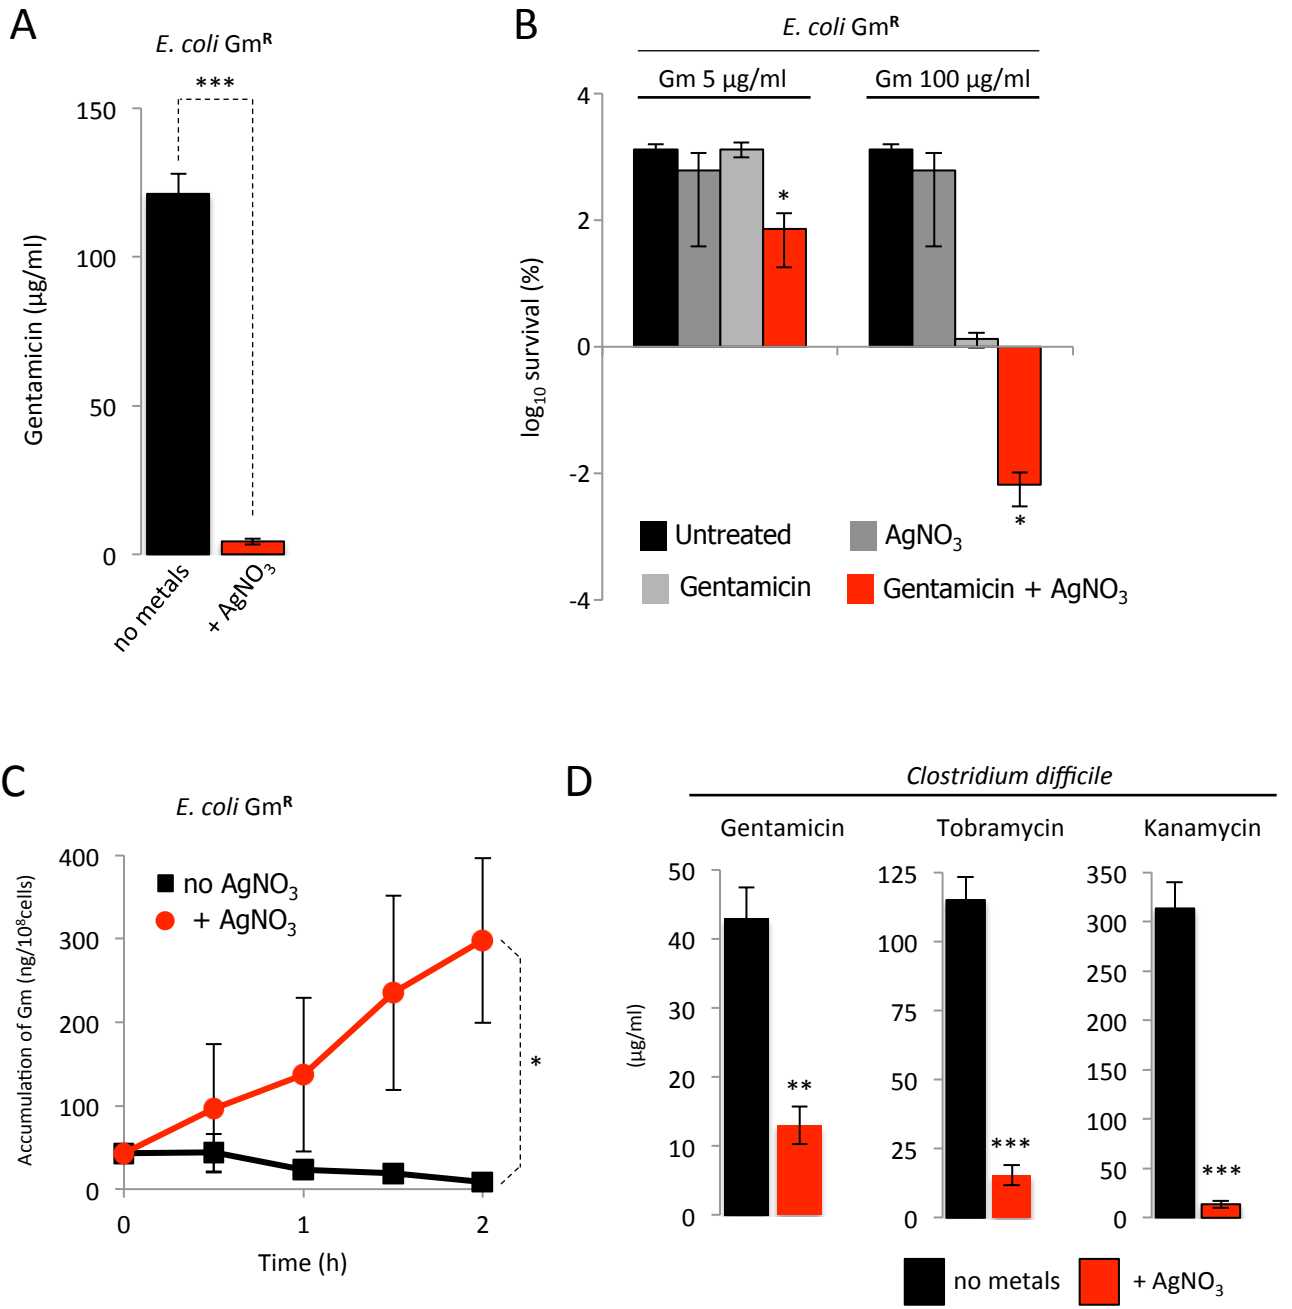 A
E. coli Gmᴿ
***
150
100
50
0
Gentamicin (µg/ml)
no metals
+ AgNO₃
B
E. coli Gmᴿ
Gm 5 µg/ml
Gm 100 µg/ml
4
2
0
-2
-4
log₁₀ survival (%)
*
*
Untreated
AgNO₃
Gentamicin
Gentamicin + AgNO₃
C
E. coli Gmᴿ
400
300
200
100
0
Accumulation of Gm (ng/10⁸cells)
no AgNO₃
+ AgNO₃
*
0 1 2
Time (h)
D
Clostridium difficile
Gentamicin
50
40
30
20
10
0
(µg/ml)
**
Tobramycin
125
100
75
50
25
0
***
Kanamycin
350
300
250
200
150
100
50
0
***
no metals
+ AgNO₃